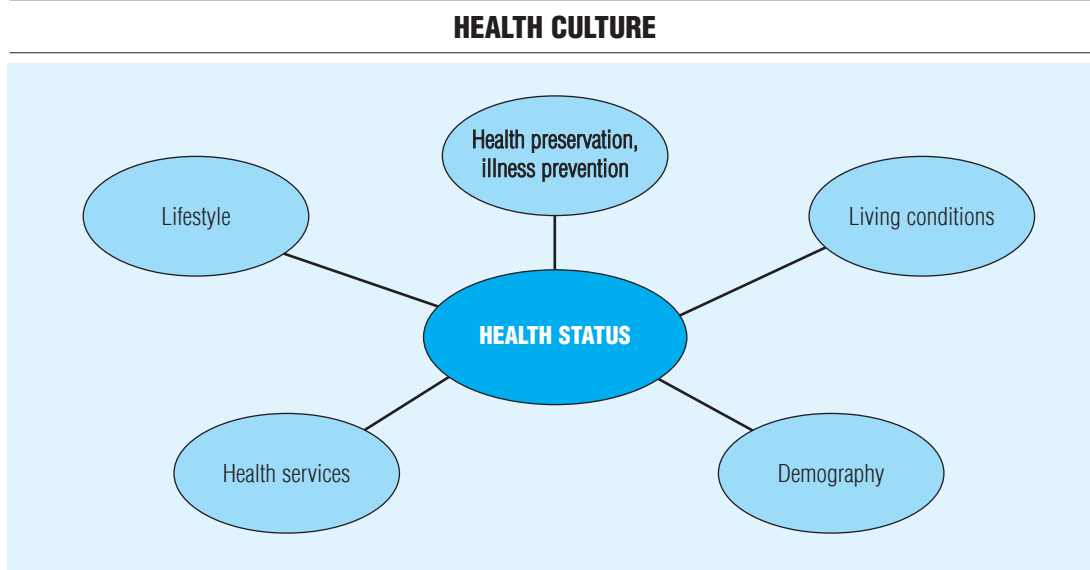 HEALTH CULTURE
Health preservation,
illness prevention
Lifestyle
Living conditions
HEALTH STATUS
Health services
Demography